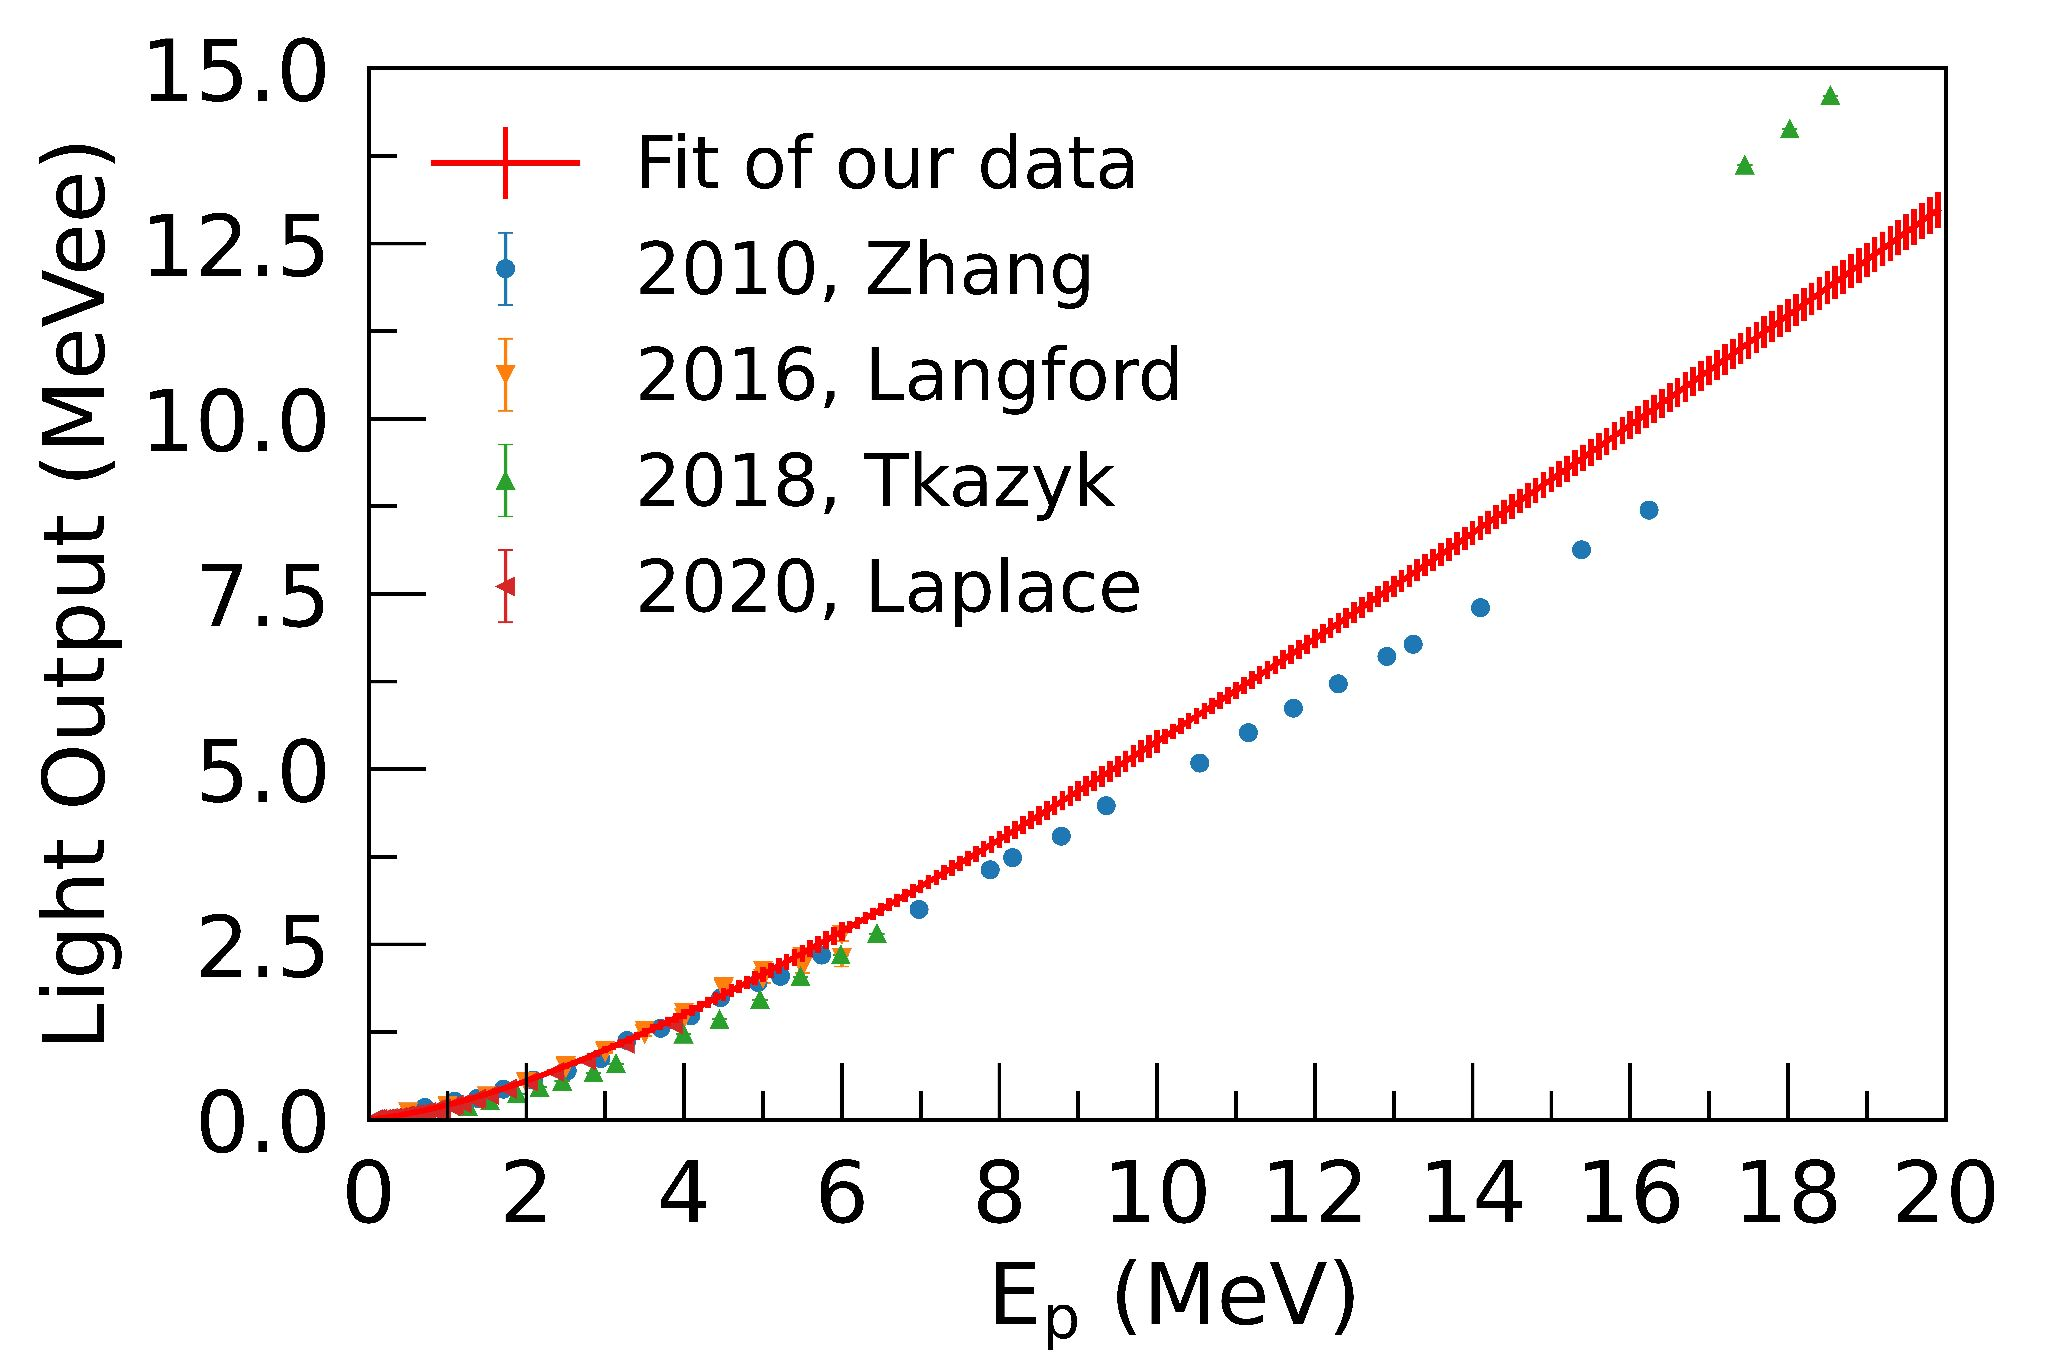 15.0
12.5
10.0
7.5
5.0
2.5
0.0
Light Output (MeVee)
Fit of our data
2010, Zhang
2016, Langford
2018, Tkazyk
2020, Laplace
0 2 4 6 8 10 12 14 16 18 20
Eₚ (MeV)